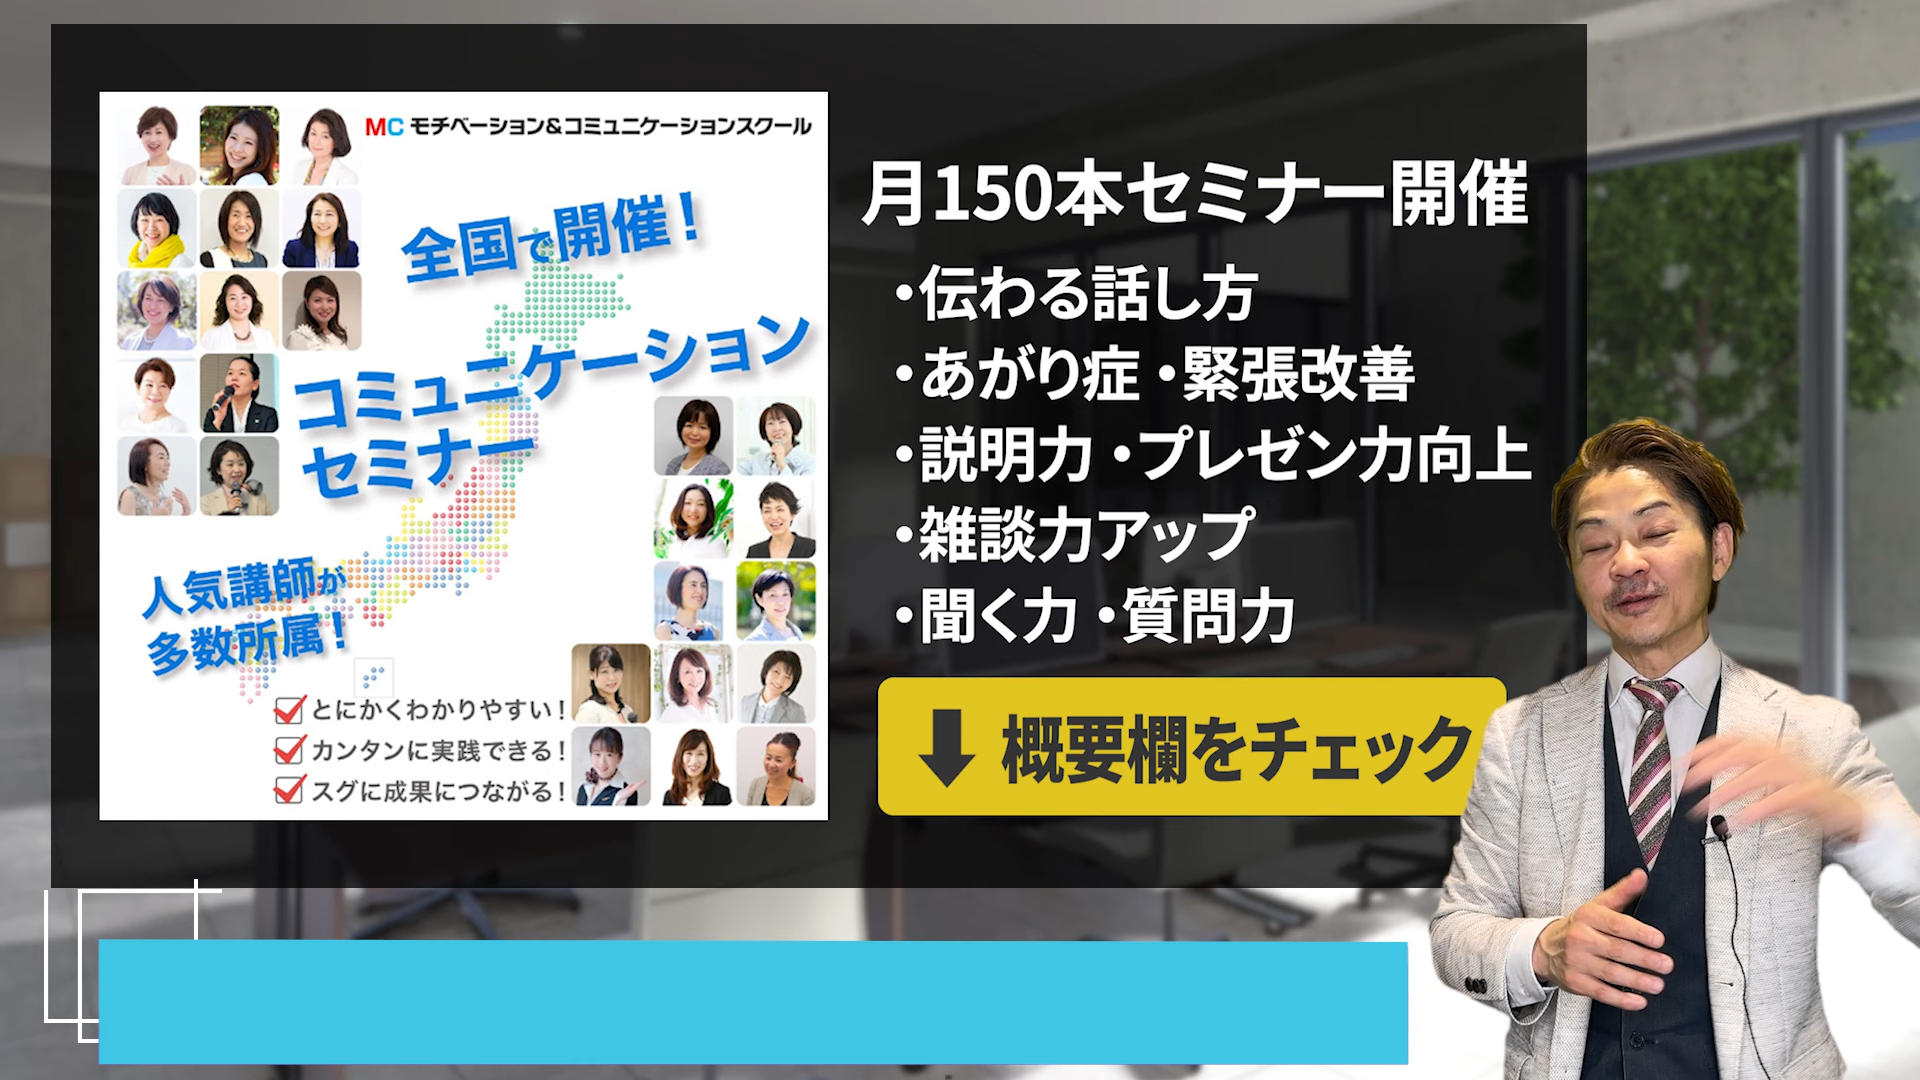 MC モチベーション&コミュニケーションスクール
全国で開催!
コミュニケーション
セミナー
人気講師が
多数所属!
とにかくわかりやすい!
カンタンに実践できる!
スグに成果につながる!
月150本セミナー開催
・伝わる話し方
・あがり症・緊張改善
・説明力・プレゼン力向上
・雑談力アップ
・聞く力・質問力
概要欄をチェック